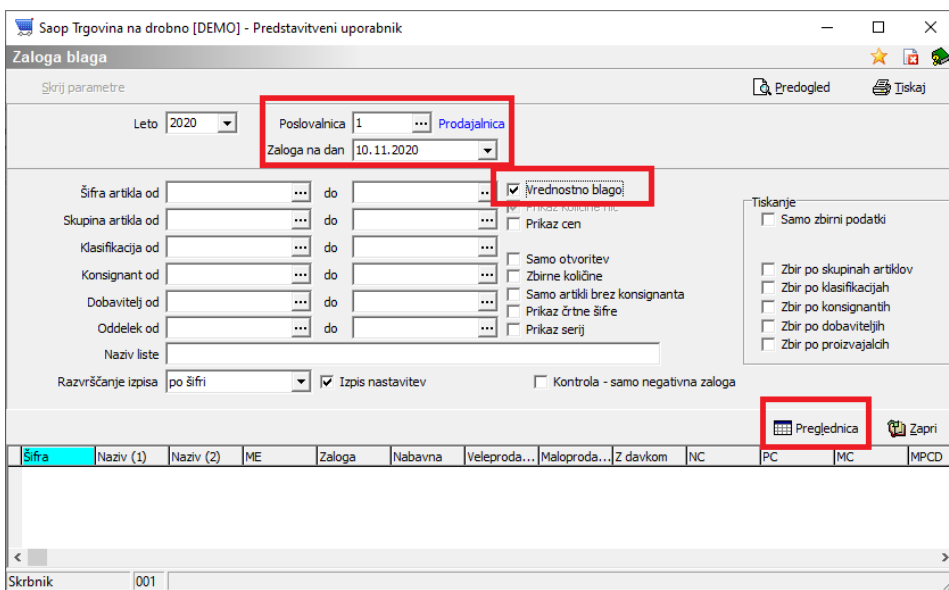 Saop Trgovina na drobno [DEMO] - Predstavitveni uporabnik
Zaloga blaga
Skrij parametre Predogled Tiskaj
Leto 2020 Poslovalnica 1 ... Prodajalnica
Zaloga na dan 10.11.2020
Šifra artikla od ... do ... Vrednostno blago
Prikaz količine nič
Skupina artikla od ... do ... Prikaz cen
Klasifikacija od ... do ...
Samo otvoritev
Konsignant od ... do ... Zbirne količine
Samo artikli brez konsignanta
Dobavitelj od ... do ... Prikaz črtne šifre
Oddelek od ... do ... Prikaz serij
Naziv liste
Razvrščanje izpisa po šifri Izpis nastavitev Kontrola - samo negativna zaloga
Tiskanje
Samo zbirni podatki
Zbir po skupinah artiklov
Zbir po klasifikacijah
Zbir po konsignantih
Zbir po dobaviteljih
Zbir po proizvajalcih
Preglednica Zapri
Šifra Naziv (1) Naziv (2) ME Zaloga Nabavna Veleproda... Maloproda... Z davkom NC PC MC MPCD
Skrbnik 001